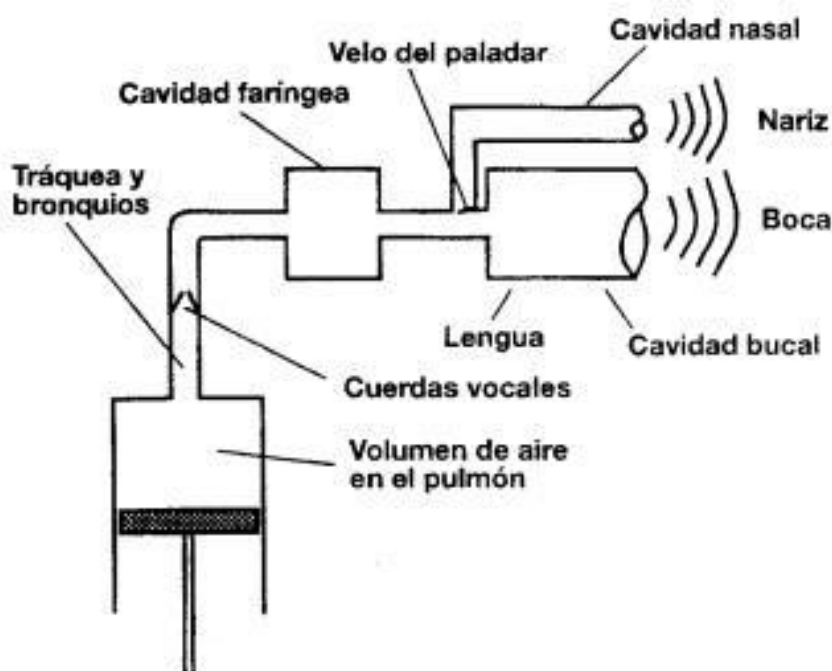 Cavidad nasal
Velo del paladar
Cavidad faríngea
Nariz
Tráquea y
bronquios
Boca
Lengua
Cavidad bucal
Cuerdas vocales
Volumen de aire
en el pulmón